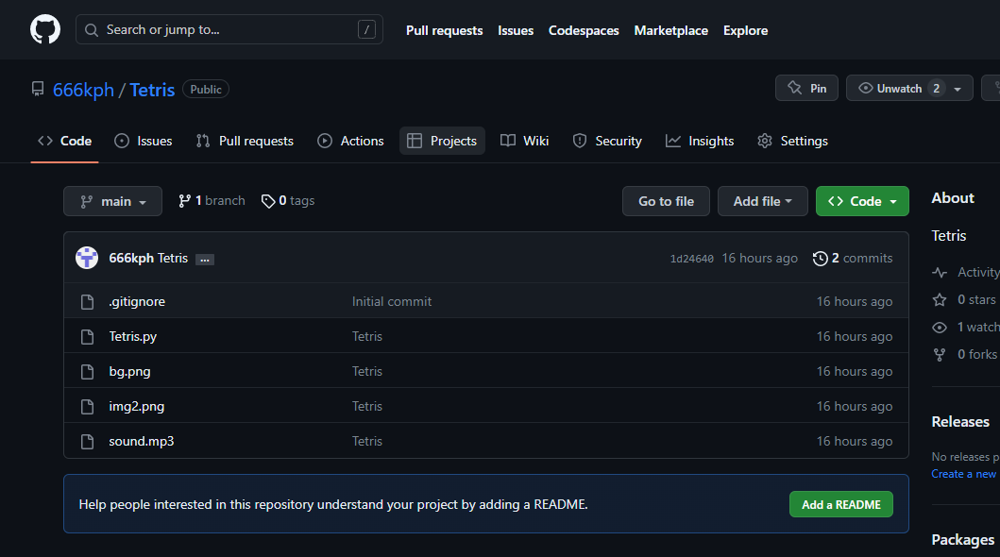 Search or jump to... /
Pull requests Issues Codespaces Marketplace Explore
666kph / Tetris Public
Pin
Unwatch 2
Code Issues Pull requests Actions Projects Wiki Security Insights Settings
main 1 branch 0 tags
Go to file Add file Code
666kph Tetris ... 1d24640 16 hours ago 2 commits
.gitignore Initial commit 16 hours ago
Tetris.py Tetris 16 hours ago
bg.png Tetris 16 hours ago
img2.png Tetris 16 hours ago
sound.mp3 Tetris 16 hours ago
Help people interested in this repository understand your project by adding a README. Add a README
About
Tetris
Activity
0 stars
1 watch
0 forks
Releases
No releases p
Create a new
Packages